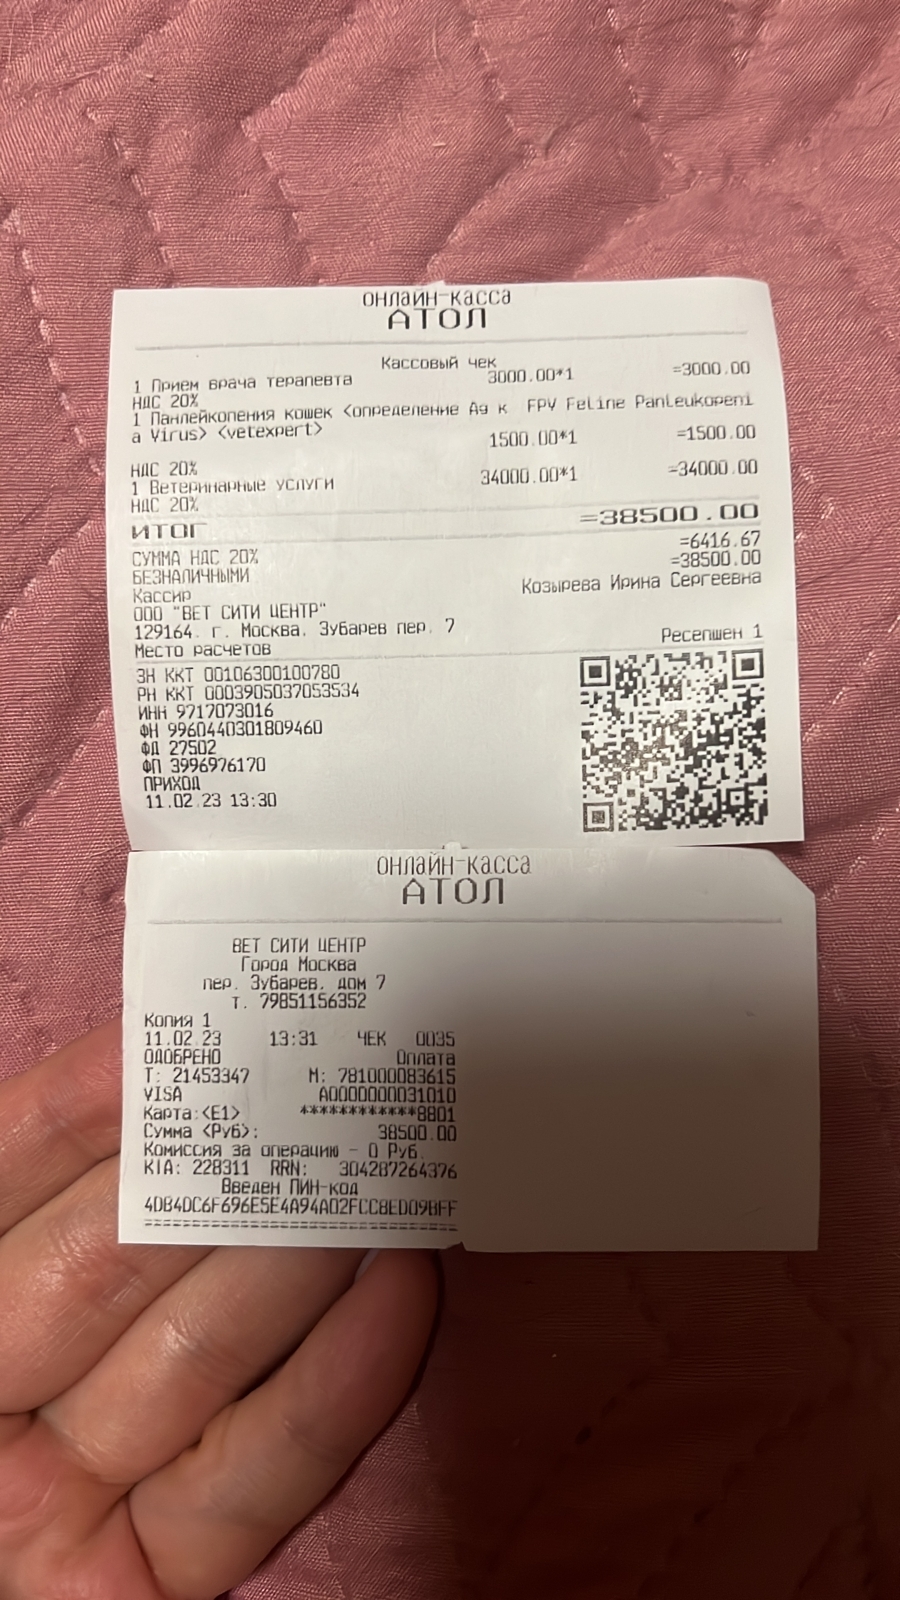 ОНЛАЙН-КАССА
АТОЛ
Кассовый чек
1 Прием врача терапевта 3000.00*1 =3000.00
НДС 20%
1 Панлейкопения кошек <определение Ag к FPV Feline Panleukopeni
a Virus> <vetexpert> 1500.00*1 =1500.00
НДС 20%
1 Ветеринарные услуги 34000.00*1 =34000.00
НДС 20%
ИТОГ =38500.00
СУММА НДС 20% =6416.67
БЕЗНАЛИЧНЫМИ =38500.00
Кассир Козырева Ирина Сергеевна
ООО "ВЕТ СИТИ ЦЕНТР"
129164. г. Москва, Зубарев пер. 7
Место расчетов Ресепшен 1
ЗН ККТ 00106300100780
РН ККТ 0003905037053534
ИНН 9717073016
ФН 9960440301809460
ФД 27502
ФП 3996976170
ПРИХОД
11.02.23 13:30
ОНЛАЙН-КАССА
АТОЛ
ВЕТ СИТИ ЦЕНТР
Город Москва
пер. Зубарев, дом 7
Т. 79851156352
Копия 1
11.02.23 13:31 ЧЕК 0035
ОДОБРЕНО Оплата
Т: 21453347 М: 781000083615
VISA A0000000031010
Карта:<E1> ************8801
Сумма <Руб>: 38500.00
Комиссия за операцию - 0 Руб.
KIA: 228311 RRN: 304287264376
Введен ПИН-код
4DB4DC6F696E5E4A94A02FCC8ED09BFF
================================